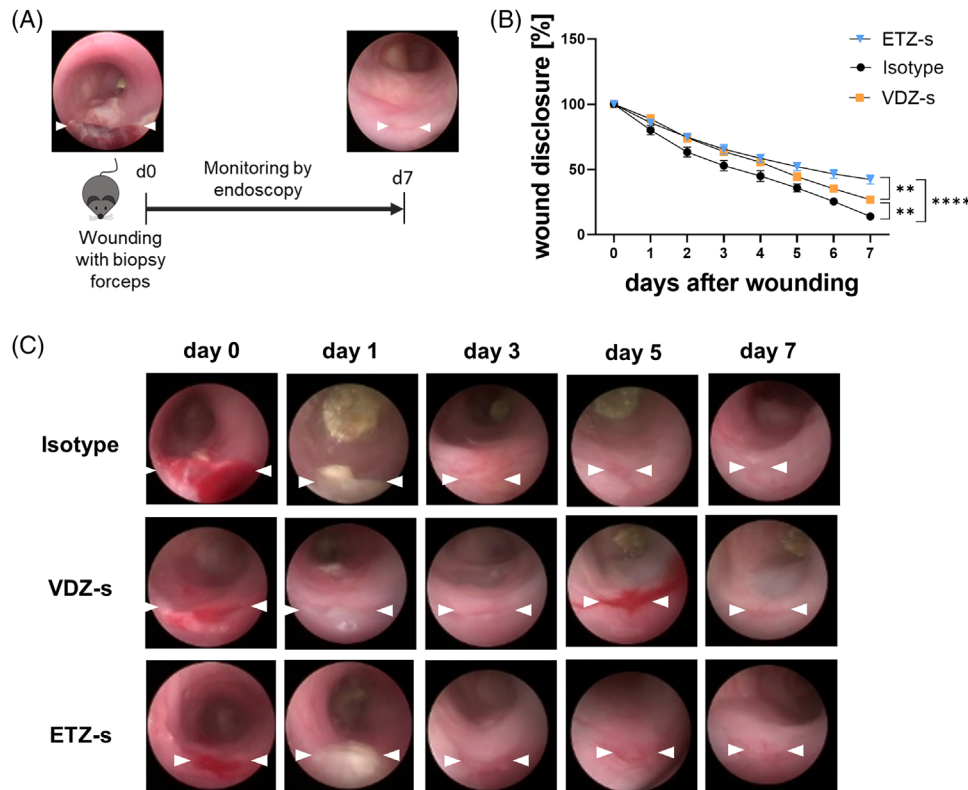 (A)
d0
Monitoring by
endoscopy
d7
Wounding
with biopsy
forceps
(B)
wound disclosure [%]
150
100
50
0
0 1 2 3 4 5 6 7
days after wounding
ETZ-s
Isotype
VDZ-s
**
**
****
(C)
day 0 day 1 day 3 day 5 day 7
Isotype
VDZ-s
ETZ-s